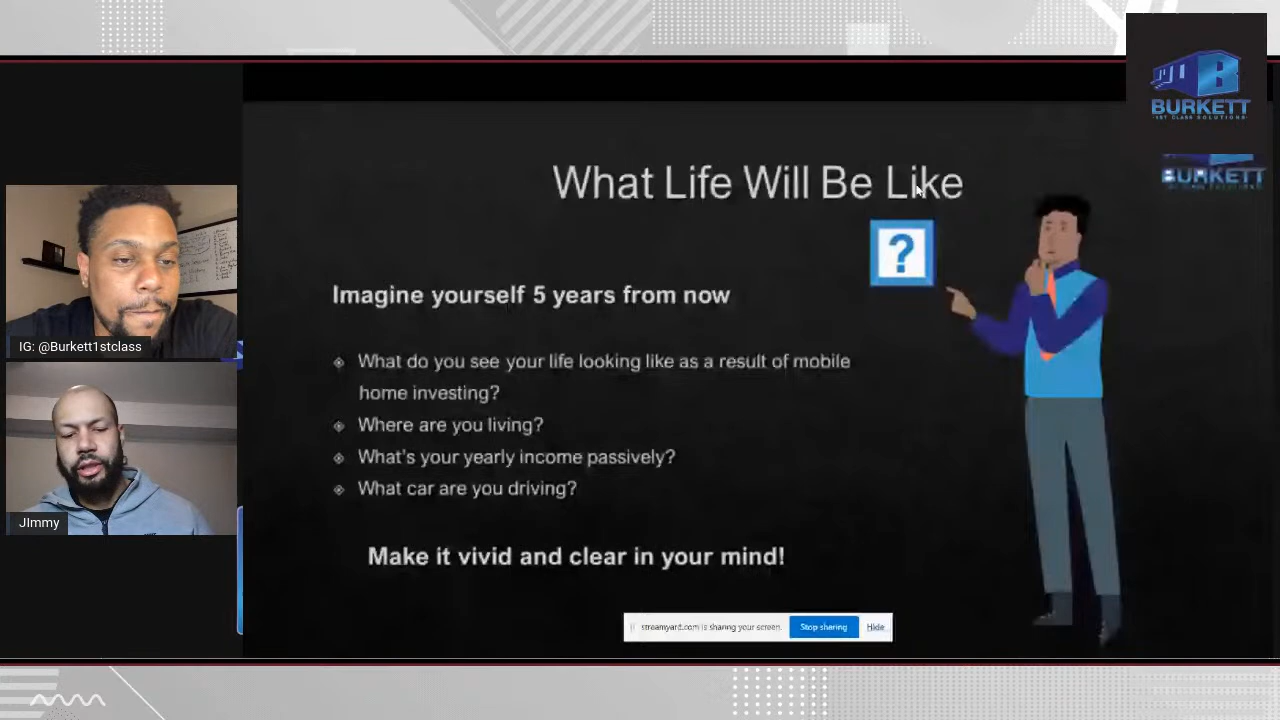 BURKETT
1ST CLASS SOLUTIONS
BURKETT
What Life Will Be Like
?
Imagine yourself 5 years from now
What do you see your life looking like as a result of mobile
home investing?
Where are you living?
What's your yearly income passively?
What car are you driving?
Make it vivid and clear in your mind!
IG: @Burkett1stclass
JImmy
streamyard.com is sharing your screen.
Stop sharing
Hide